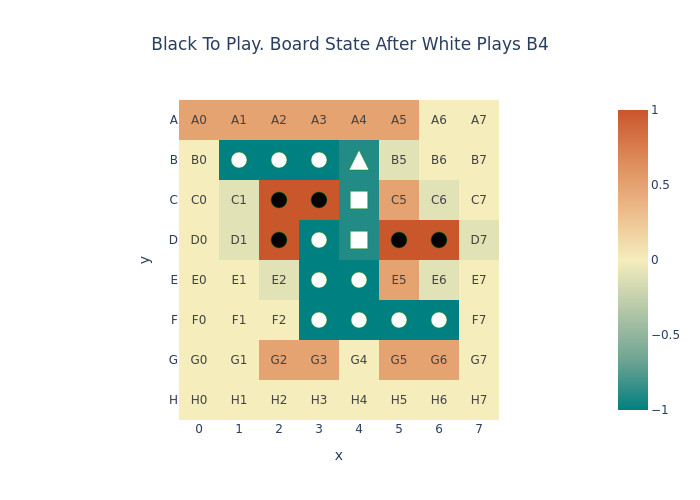 Black To Play. Board State After White Plays B4
A A0 A1 A2 A3 A4 A5 A6 A7
B B0 B5 B6 B7
C C0 C1 C5 C6 C7
D D0 D1 D7
E E0 E1 E2 E5 E6 E7
F F0 F1 F2 F7
G G0 G1 G2 G3 G4 G5 G6 G7
H H0 H1 H2 H3 H4 H5 H6 H7
0 1 2 3 4 5 6 7
x
y
1
0.5
0
−0.5
−1